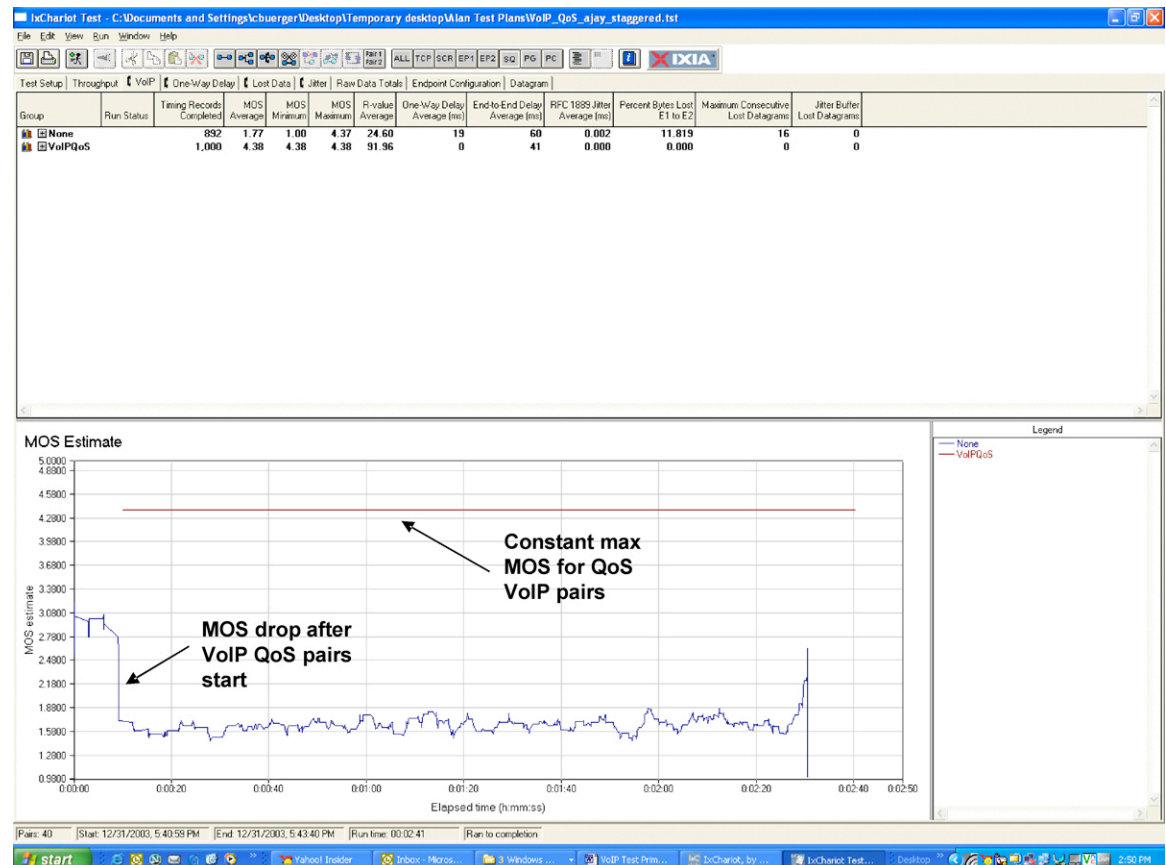 IxChariot Test - C:\Documents and Settings\cbuerger\Desktop\Temporary desktop\Alan Test Plans\VoIP_QoS_ajay_staggered.tst
File Edit View Run Window Help
Pair 1 Pair 2 ALL TCP SCR EP1 EP2 SQ PG PC IXIA
Test Setup Throughput VoIP One-Way Delay Lost Data Jitter Raw Data Totals Endpoint Configuration Datagram
Group Run Status Timing Records Completed MOS Average MOS Minimum MOS Maximum R-value Average One-Way Delay Average (ms) End-to-End Delay Average (ms) RFC 1889 Jitter Average (ms) Percent Bytes Lost E1 to E2 Maximum Consecutive Lost Datagrams Jitter Buffer Lost Datagrams
None 892 1.77 1.00 4.37 24.60 19 60 0.002 11.819 16 0
VoIPQoS 1,000 4.38 4.38 4.38 91.96 0 41 0.000 0.000 0 0
MOS Estimate
Legend
None
VoIPQoS
5.0000
4.8800
4.5800
4.2800
3.9800
3.6800
3.3800
3.0800
2.7800
2.4800
2.1800
1.8800
1.5800
1.2800
0.9800
MOS estimate
Constant max
MOS for QoS
VoIP pairs
MOS drop after
VoIP QoS pairs
start
0:00:00 0:00:20 0:00:40 0:01:00 0:01:20 0:01:40 0:02:00 0:02:20 0:02:40 0:02:50
Elapsed time (h:mm:ss)
Pairs: 40 Start: 12/31/2003, 5:40:59 PM End: 12/31/2003, 5:43:40 PM Run time: 00:02:41 Ran to completion
start Yahoo! Insider Inbox - Micros... 3 Windows ... VoIP Test Prim... IxChariot, by ... IxChariot Test... Desktop 2:50 PM